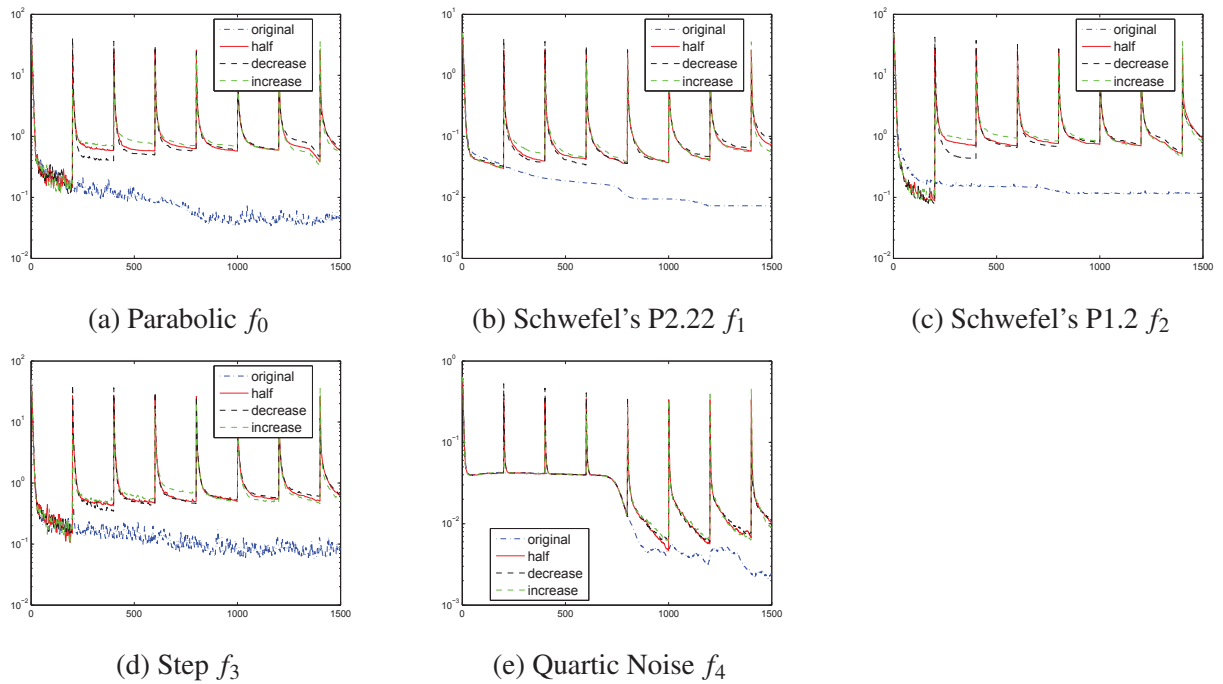 10^2
10^1
10^0
10^-1
10^-2
0 500 1000 1500
original
half
decrease
increase
(a) Parabolic f_0
10^1
10^0
10^-1
10^-2
10^-3
0 500 1000 1500
original
half
decrease
increase
(b) Schwefel's P2.22 f_1
10^2
10^1
10^0
10^-1
10^-2
0 500 1000 1500
original
half
decrease
increase
(c) Schwefel's P1.2 f_2
10^2
10^1
10^0
10^-1
10^-2
0 500 1000 1500
original
half
decrease
increase
(d) Step f_3
10^0
10^-1
10^-2
10^-3
0 500 1000 1500
original
half
decrease
increase
(e) Quartic Noise f_4